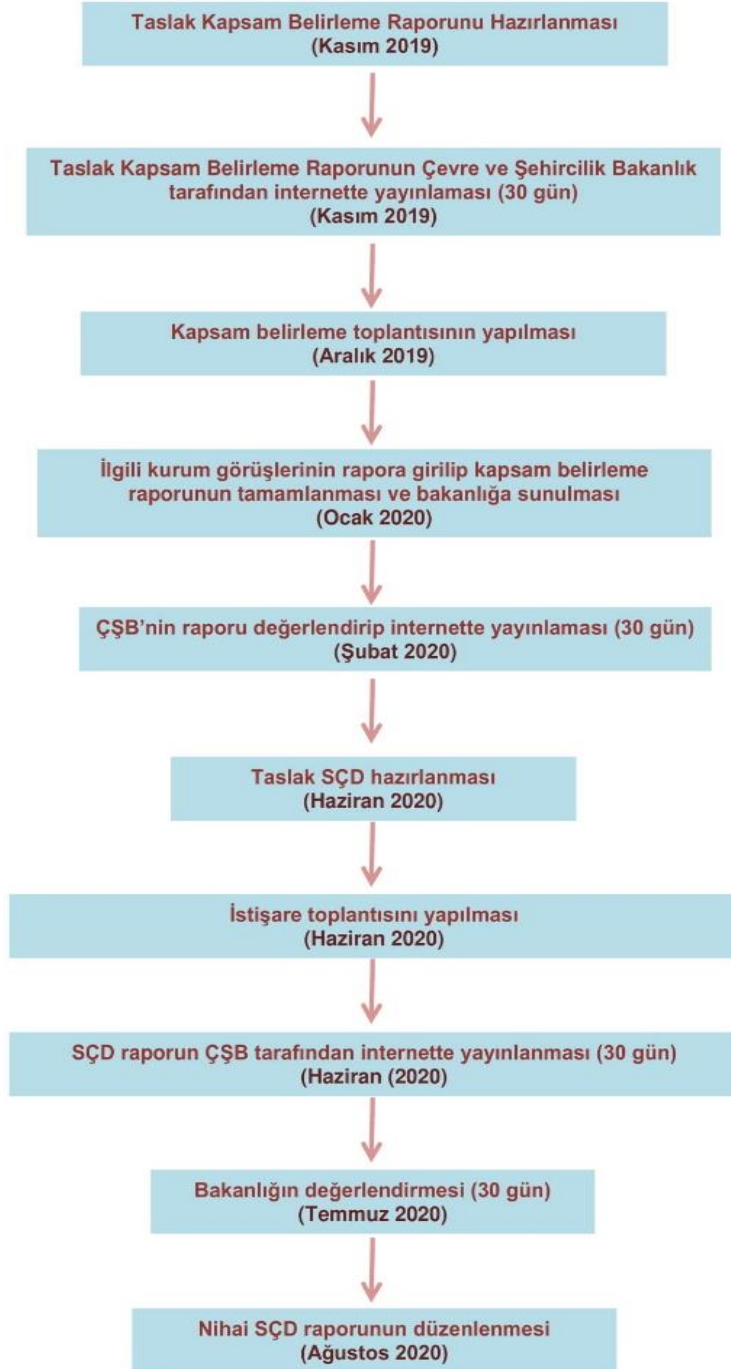 Taslak Kapsam Belirleme Raporunu Hazırlanması
(Kasım 2019)
Taslak Kapsam Belirleme Raporunun Çevre ve Şehircilik Bakanlık
tarafından internette yayınlaması (30 gün)
(Kasım 2019)
Kapsam belirleme toplantısının yapılması
(Aralık 2019)
İlgili kurum görüşlerinin rapora girilip kapsam belirleme
raporunun tamamlanması ve bakanlığa sunulması
(Ocak 2020)
ÇŞB’nin raporu değerlendirip internette yayınlaması (30 gün)
(Şubat 2020)
Taslak SÇD hazırlanması
(Haziran 2020)
İstişare toplantısını yapılması
(Haziran 2020)
SÇD raporun ÇŞB tarafından internette yayınlanması (30 gün)
(Haziran (2020)
Bakanlığın değerlendirmesi (30 gün)
(Temmuz 2020)
Nihai SÇD raporunun düzenlenmesi
(Ağustos 2020)